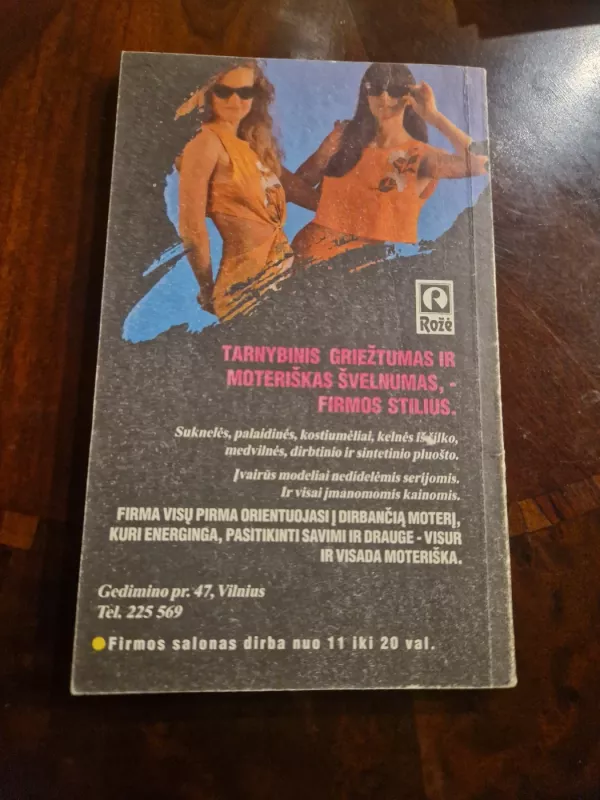 R
Rožė
TARNYBINIS GRIEŽTUMAS IR
MOTERIŠKAS ŠVELNUMAS, -
FIRMOS STILIUS.
Suknelės, palaidinės, kostiumėliai, kelnės iš šilko,
medvilnės, dirbtinio ir sintetinio pluošto.
Įvairūs modeliai nedidelėmis serijomis.
Ir visai įmanomomis kainomis.
FIRMA VISŲ PIRMA ORIENTUOJASI Į DIRBANČIĄ MOTERĮ,
KURI ENERGINGA, PASITIKINTI SAVIMI IR DRAUGE - VISUR
IR VISADA MOTERIŠKA.
Gedimino pr. 47, Vilnius
Tel. 225 569
Firmos salonas dirba nuo 11 iki 20 val.